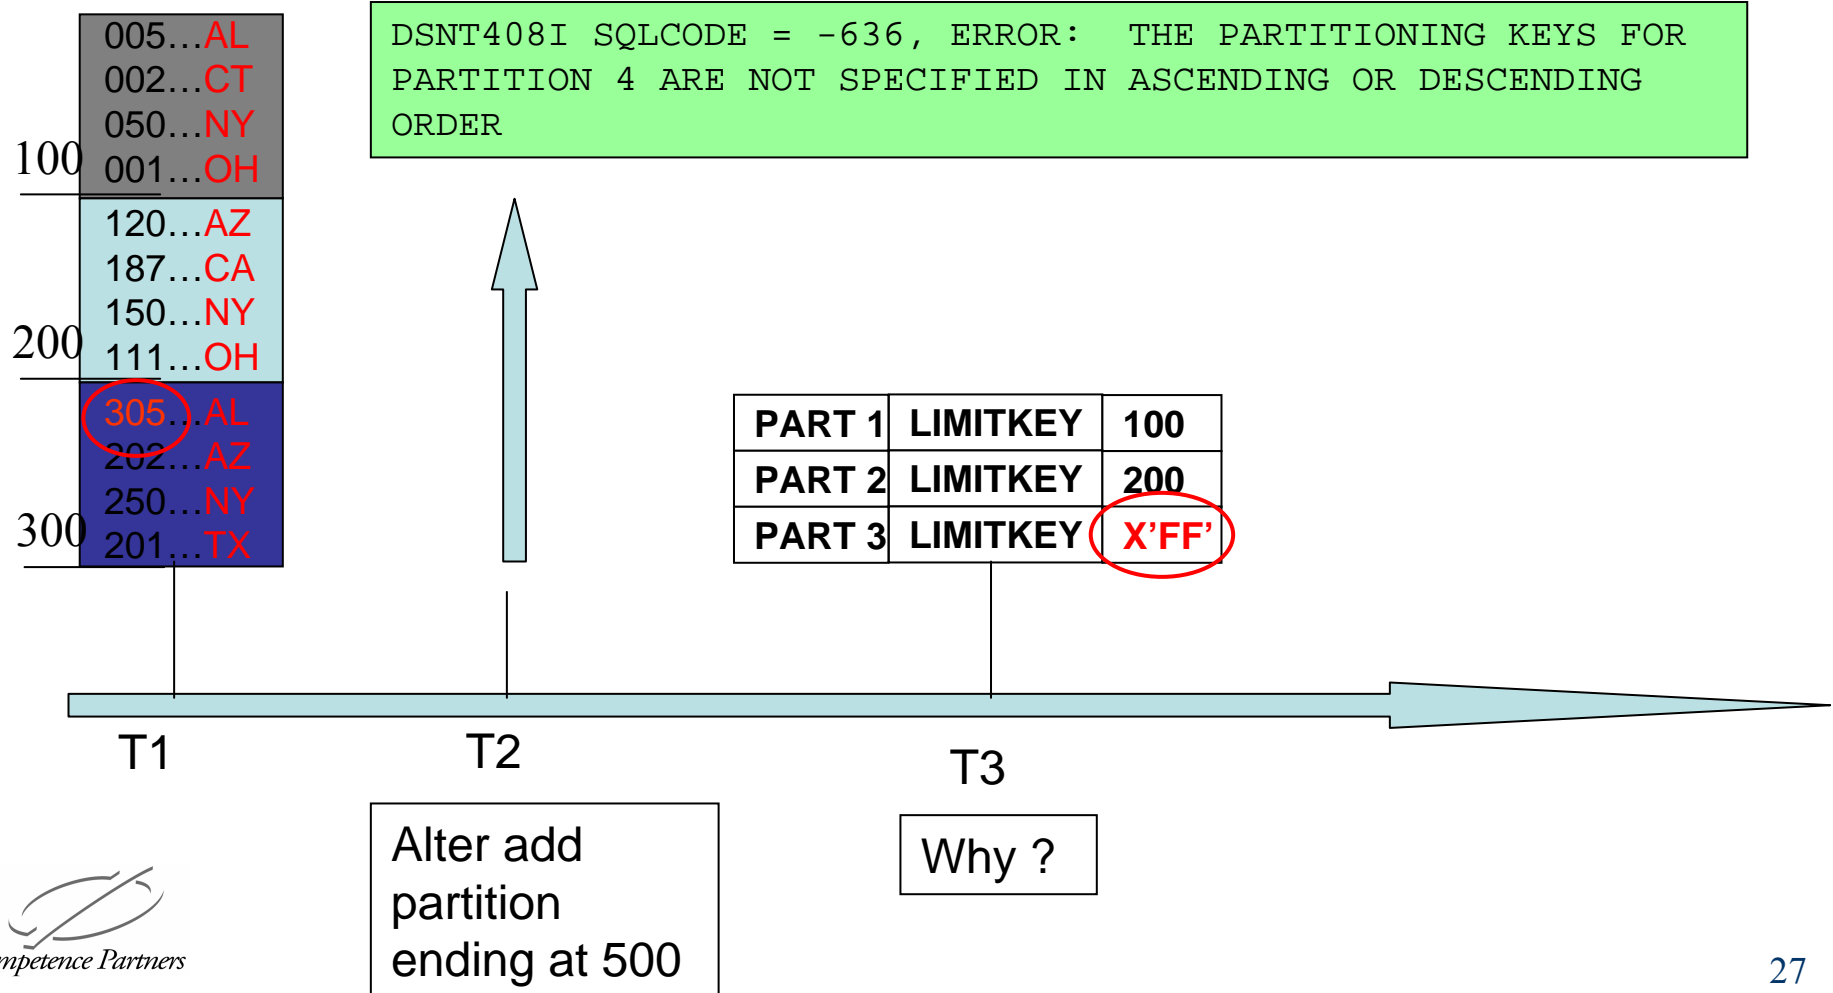 005...AL
002...CT
050...NY
001...OH
100
120...AZ
187...CA
150...NY
111...OH
200
305...AL
202...AZ
250...NY
201...TX
300
DSNT408I SQLCODE = -636, ERROR: THE PARTITIONING KEYS FOR
PARTITION 4 ARE NOT SPECIFIED IN ASCENDING OR DESCENDING
ORDER
PART 1 LIMITKEY 100
PART 2 LIMITKEY 200
PART 3 LIMITKEY X'FF'
T1
T2
T3
Alter add
partition
ending at 500
Why ?
mpetence Partners
27